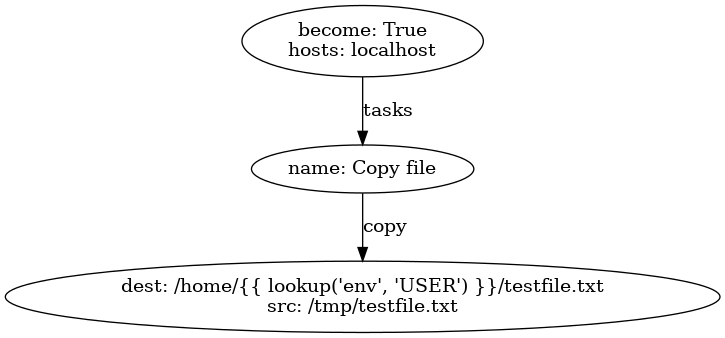 become: True
hosts: localhost
tasks
name: Copy file
copy
dest: /home/{{ lookup('env', 'USER') }}/testfile.txt
src: /tmp/testfile.txt